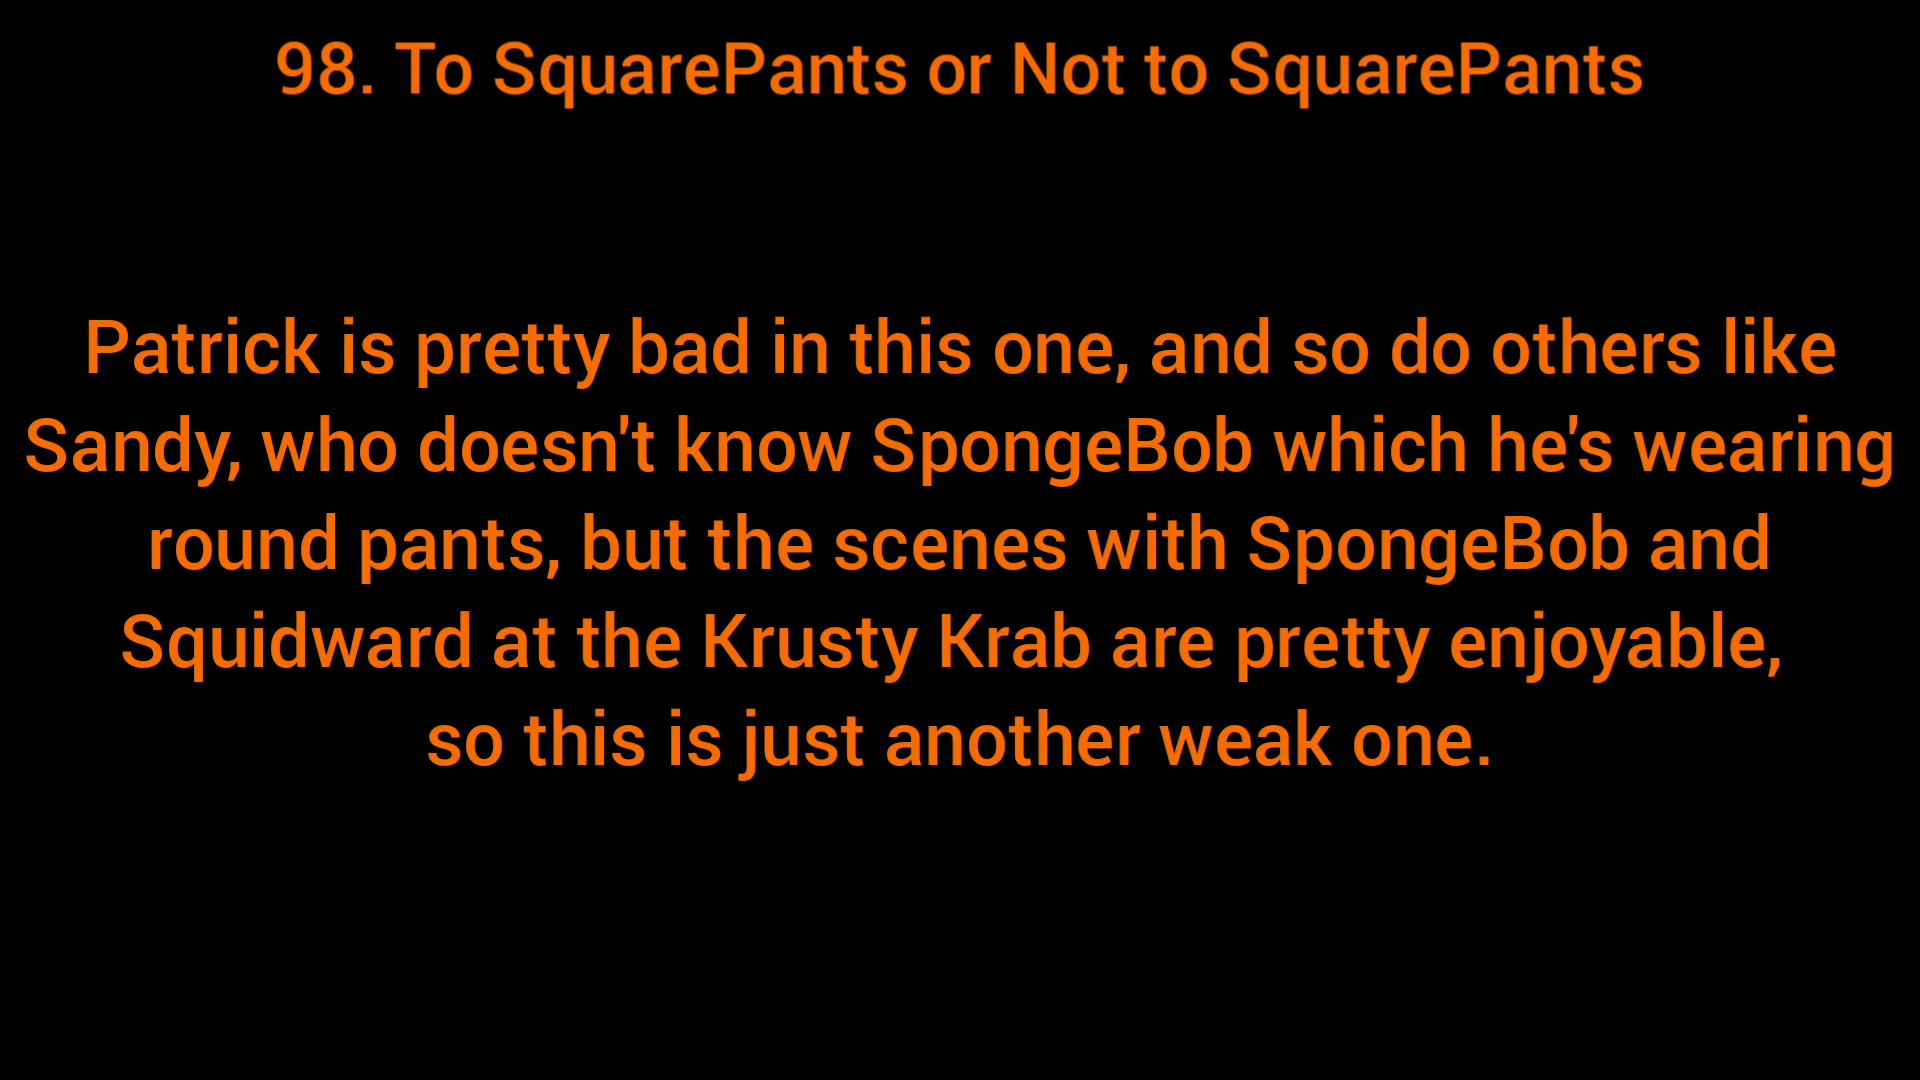 98. To SquarePants or Not to SquarePants
Patrick is pretty bad in this one, and so do others like
Sandy, who doesn't know SpongeBob which he's wearing
round pants, but the scenes with SpongeBob and
Squidward at the Krusty Krab are pretty enjoyable,
so this is just another weak one.